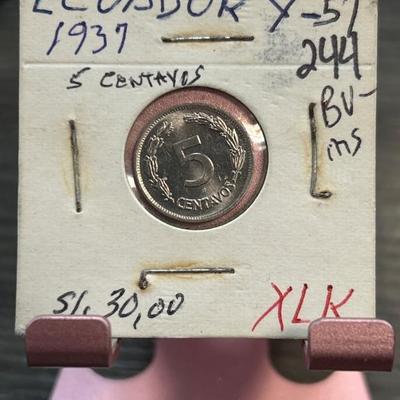 ECUADOR Y-57
1937
244
5 CENTAVOS
BU-
ms
5
CENTAVOS
S/. 30,00
XLK